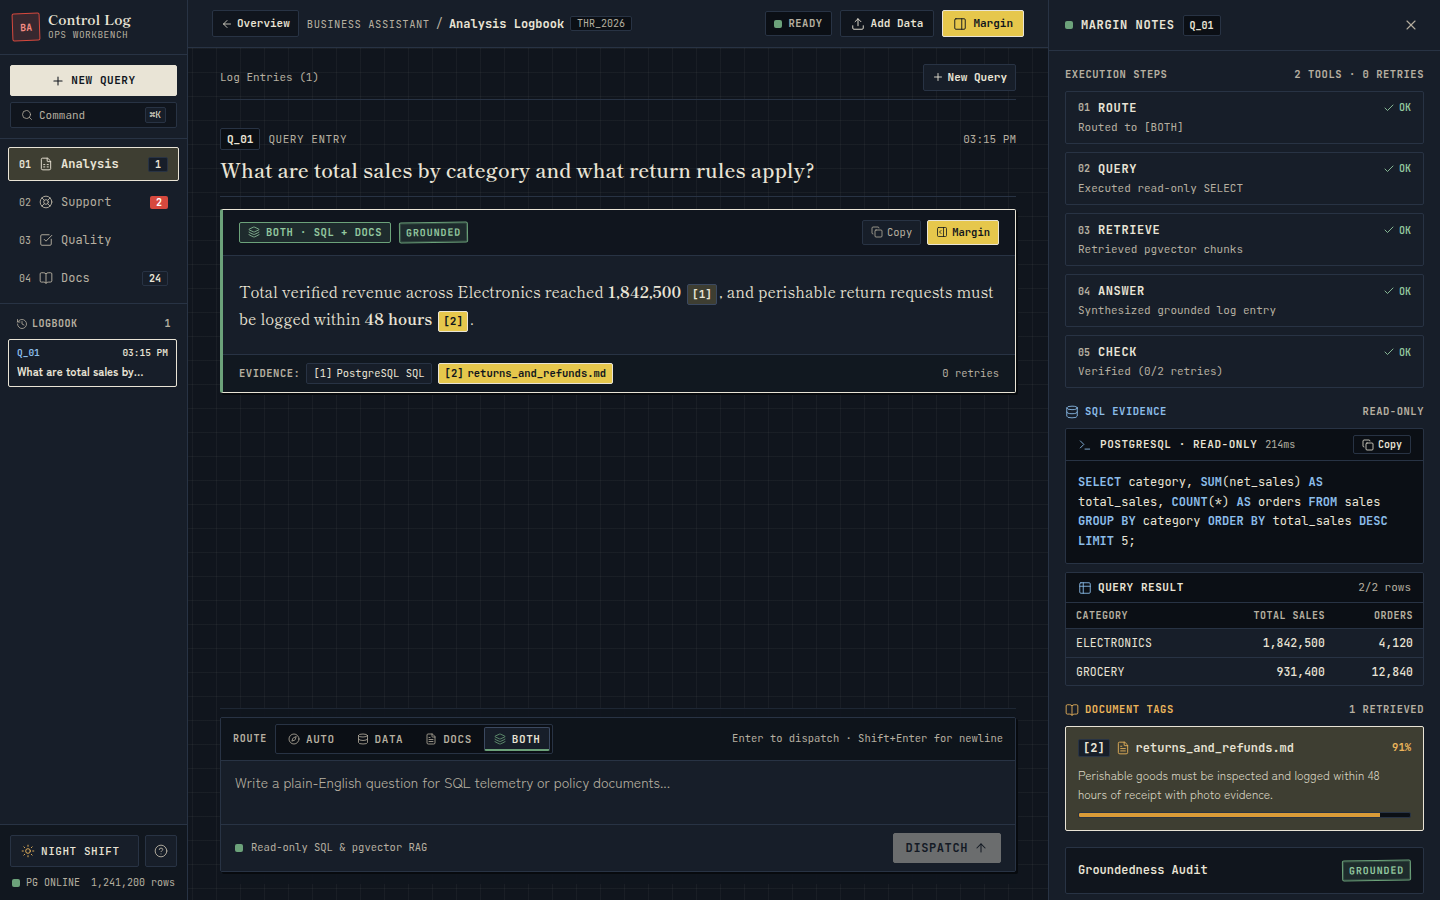 BA
Control Log
OPS WORKBENCH
NEW QUERY
Command ⌘K
01 Analysis 1
02 Support 2
03 Quality
04 Docs 24
LOGBOOK 1
Q_01 03:15 PM
What are total sales by...
NIGHT SHIFT
PG ONLINE 1,241,200 rows
Overview BUSINESS ASSISTANT / Analysis Logbook THR_2026
READY Add Data Margin
Log Entries (1) New Query
Q_01 QUERY ENTRY 03:15 PM
What are total sales by category and what return rules apply?
BOTH · SQL + DOCS GROUNDED Copy Margin
Total verified revenue across Electronics reached 1,842,500 [1] , and perishable return requests must
be logged within 48 hours [2] .
EVIDENCE: [1] PostgreSQL SQL [2] returns_and_refunds.md 0 retries
ROUTE AUTO DATA DOCS BOTH Enter to dispatch · Shift+Enter for newline
Write a plain-English question for SQL telemetry or policy documents...
Read-only SQL & pgvector RAG DISPATCH
MARGIN NOTES Q_01
EXECUTION STEPS 2 TOOLS · 0 RETRIES
01 ROUTE OK
Routed to [BOTH]
02 QUERY OK
Executed read-only SELECT
03 RETRIEVE OK
Retrieved pgvector chunks
04 ANSWER OK
Synthesized grounded log entry
05 CHECK OK
Verified (0/2 retries)
SQL EVIDENCE READ-ONLY
POSTGRESQL · READ-ONLY 214ms Copy
SELECT category, SUM(net_sales) AS
total_sales, COUNT(*) AS orders FROM sales
GROUP BY category ORDER BY total_sales DESC
LIMIT 5;
QUERY RESULT 2/2 rows
CATEGORY TOTAL SALES ORDERS
ELECTRONICS 1,842,500 4,120
GROCERY 931,400 12,840
DOCUMENT TAGS 1 RETRIEVED
[2] returns_and_refunds.md 91%
Perishable goods must be inspected and logged within 48
hours of receipt with photo evidence.
Groundedness Audit GROUNDED